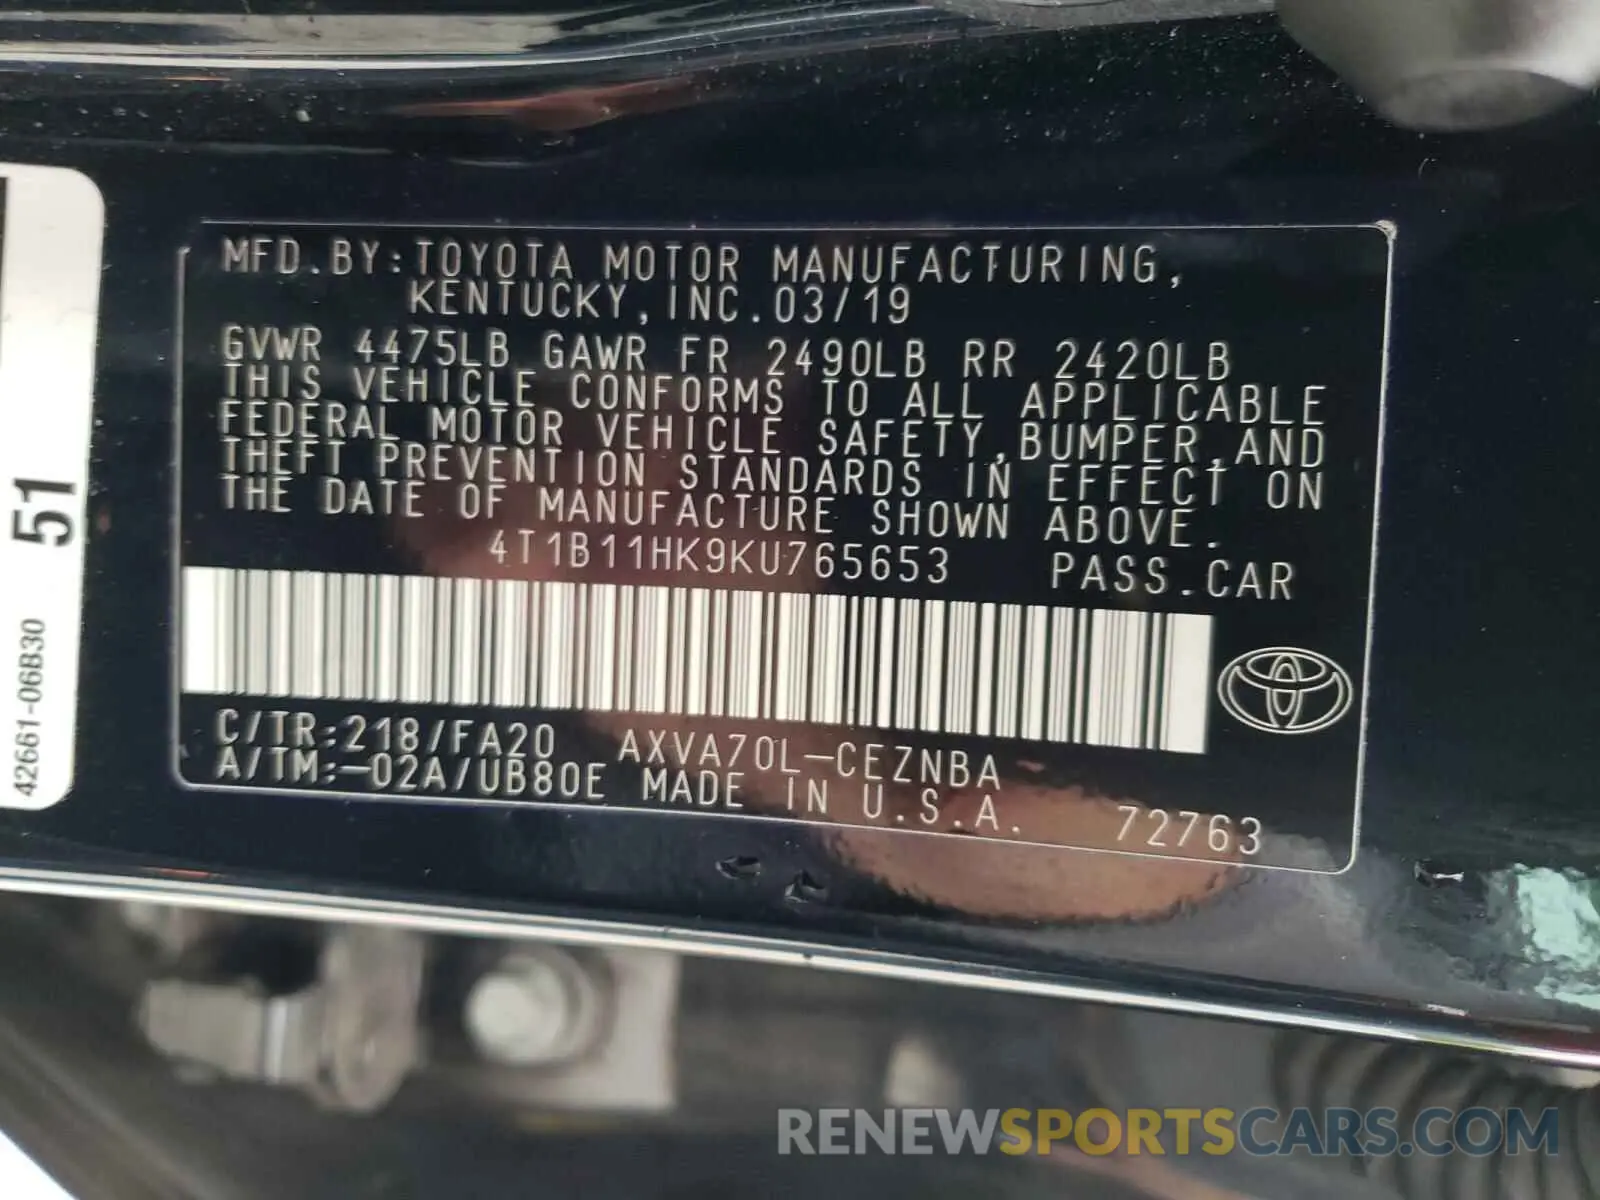 MFD.BY:TOYOTA MOTOR MANUFACTURING,
KENTUCKY,INC.03/19
GVWR 4475LB GAWR FR 2490LB RR 2420LB
THIS VEHICLE CONFORMS TO ALL APPLICABLE
FEDERAL MOTOR VEHICLE SAFETY,BUMPER,AND
THEFT PREVENTION STANDARDS IN EFFECT ON
THE DATE OF MANUFACTURE SHOWN ABOVE.
4T1B11HK9KU765653 PASS.CAR
C/TR:218/FA20 AXVA70L-CEZNBA
A/TM:-02A/UB80E MADE IN U.S.A. 72763
51
42661-06B30
RENEWSPORTSCARS.COM